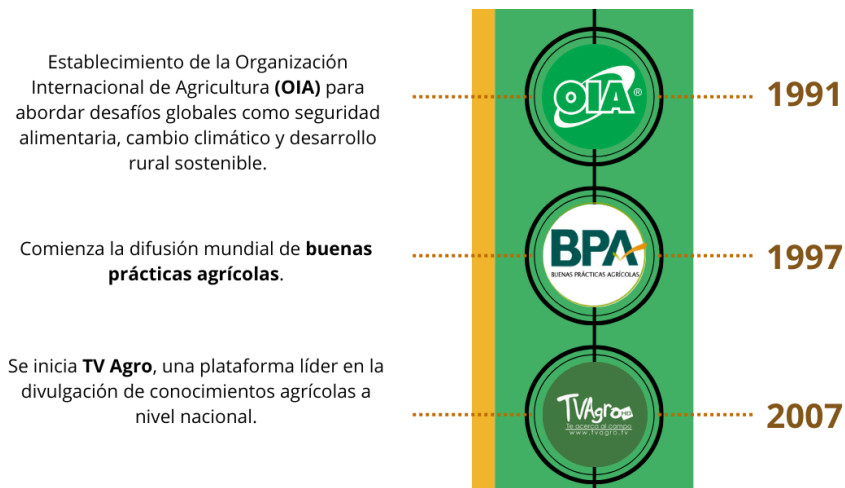 Establecimiento de la Organización
Internacional de Agricultura (OIA) para
abordar desafíos globales como seguridad
alimentaria, cambio climático y desarrollo
rural sostenible.
OIA®
1991
Comienza la difusión mundial de buenas
prácticas agrícolas.
BPA
BUENAS PRÁCTICAS AGRÍCOLAS
1997
Se inicia TV Agro, una plataforma líder en la
divulgación de conocimientos agrícolas a
nivel nacional.
TVAgro HD
Te acerca al campo
www.tvagro.tv
2007